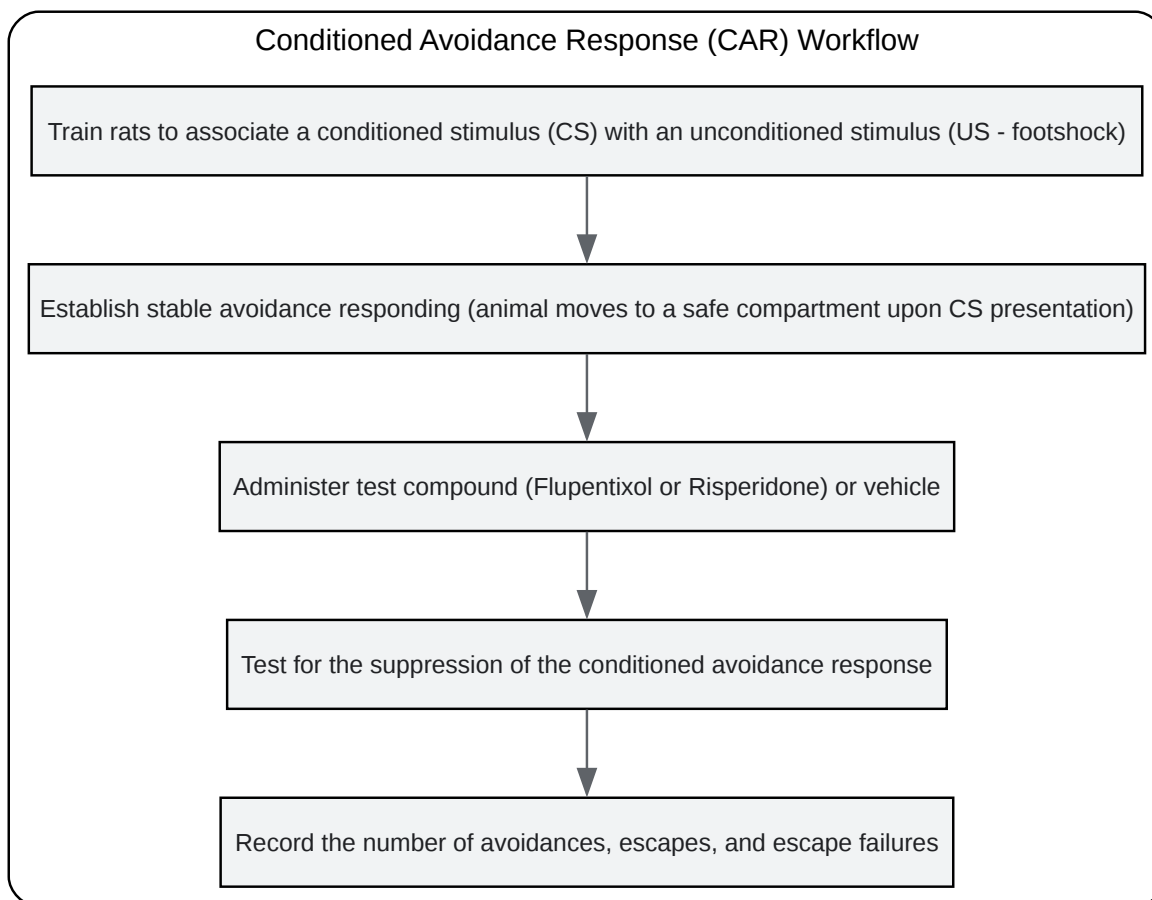 Conditioned Avoidance Response (CAR) Workflow
Train rats to associate a conditioned stimulus (CS) with an unconditioned stimulus (US - footshock)
Establish stable avoidance responding (animal moves to a safe compartment upon CS presentation)
Administer test compound (Flupentixol or Risperidone) or vehicle
Test for the suppression of the conditioned avoidance response
Record the number of avoidances, escapes, and escape failures